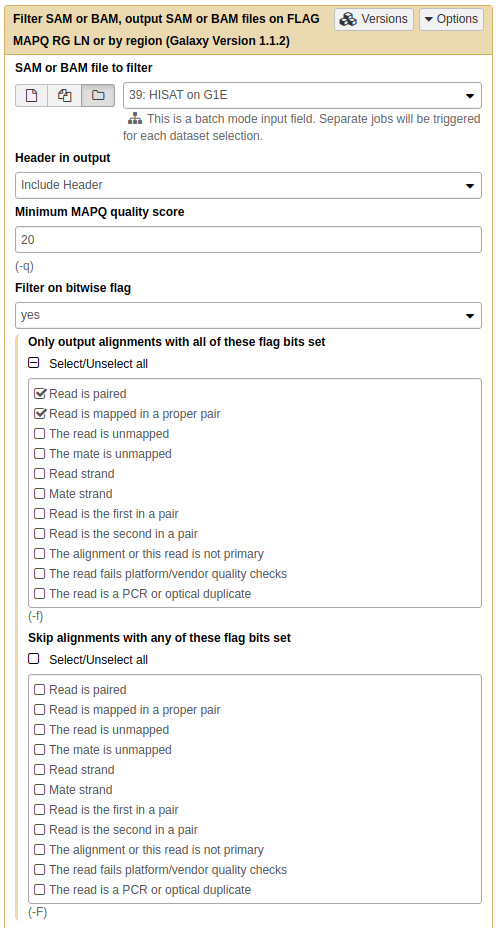 Filter SAM or BAM, output SAM or BAM files on FLAG
MAPQ RG LN or by region (Galaxy Version 1.1.2)
Versions
Options
SAM or BAM file to filter
39: HISAT on G1E
This is a batch mode input field. Separate jobs will be triggered
for each dataset selection.
Header in output
Include Header
Minimum MAPQ quality score
20
(-q)
Filter on bitwise flag
yes
Only output alignments with all of these flag bits set
Select/Unselect all
Read is paired
Read is mapped in a proper pair
The read is unmapped
The mate is unmapped
Read strand
Mate strand
Read is the first in a pair
Read is the second in a pair
The alignment or this read is not primary
The read fails platform/vendor quality checks
The read is a PCR or optical duplicate
(-f)
Skip alignments with any of these flag bits set
Select/Unselect all
Read is paired
Read is mapped in a proper pair
The read is unmapped
The mate is unmapped
Read strand
Mate strand
Read is the first in a pair
Read is the second in a pair
The alignment or this read is not primary
The read fails platform/vendor quality checks
The read is a PCR or optical duplicate
(-F)